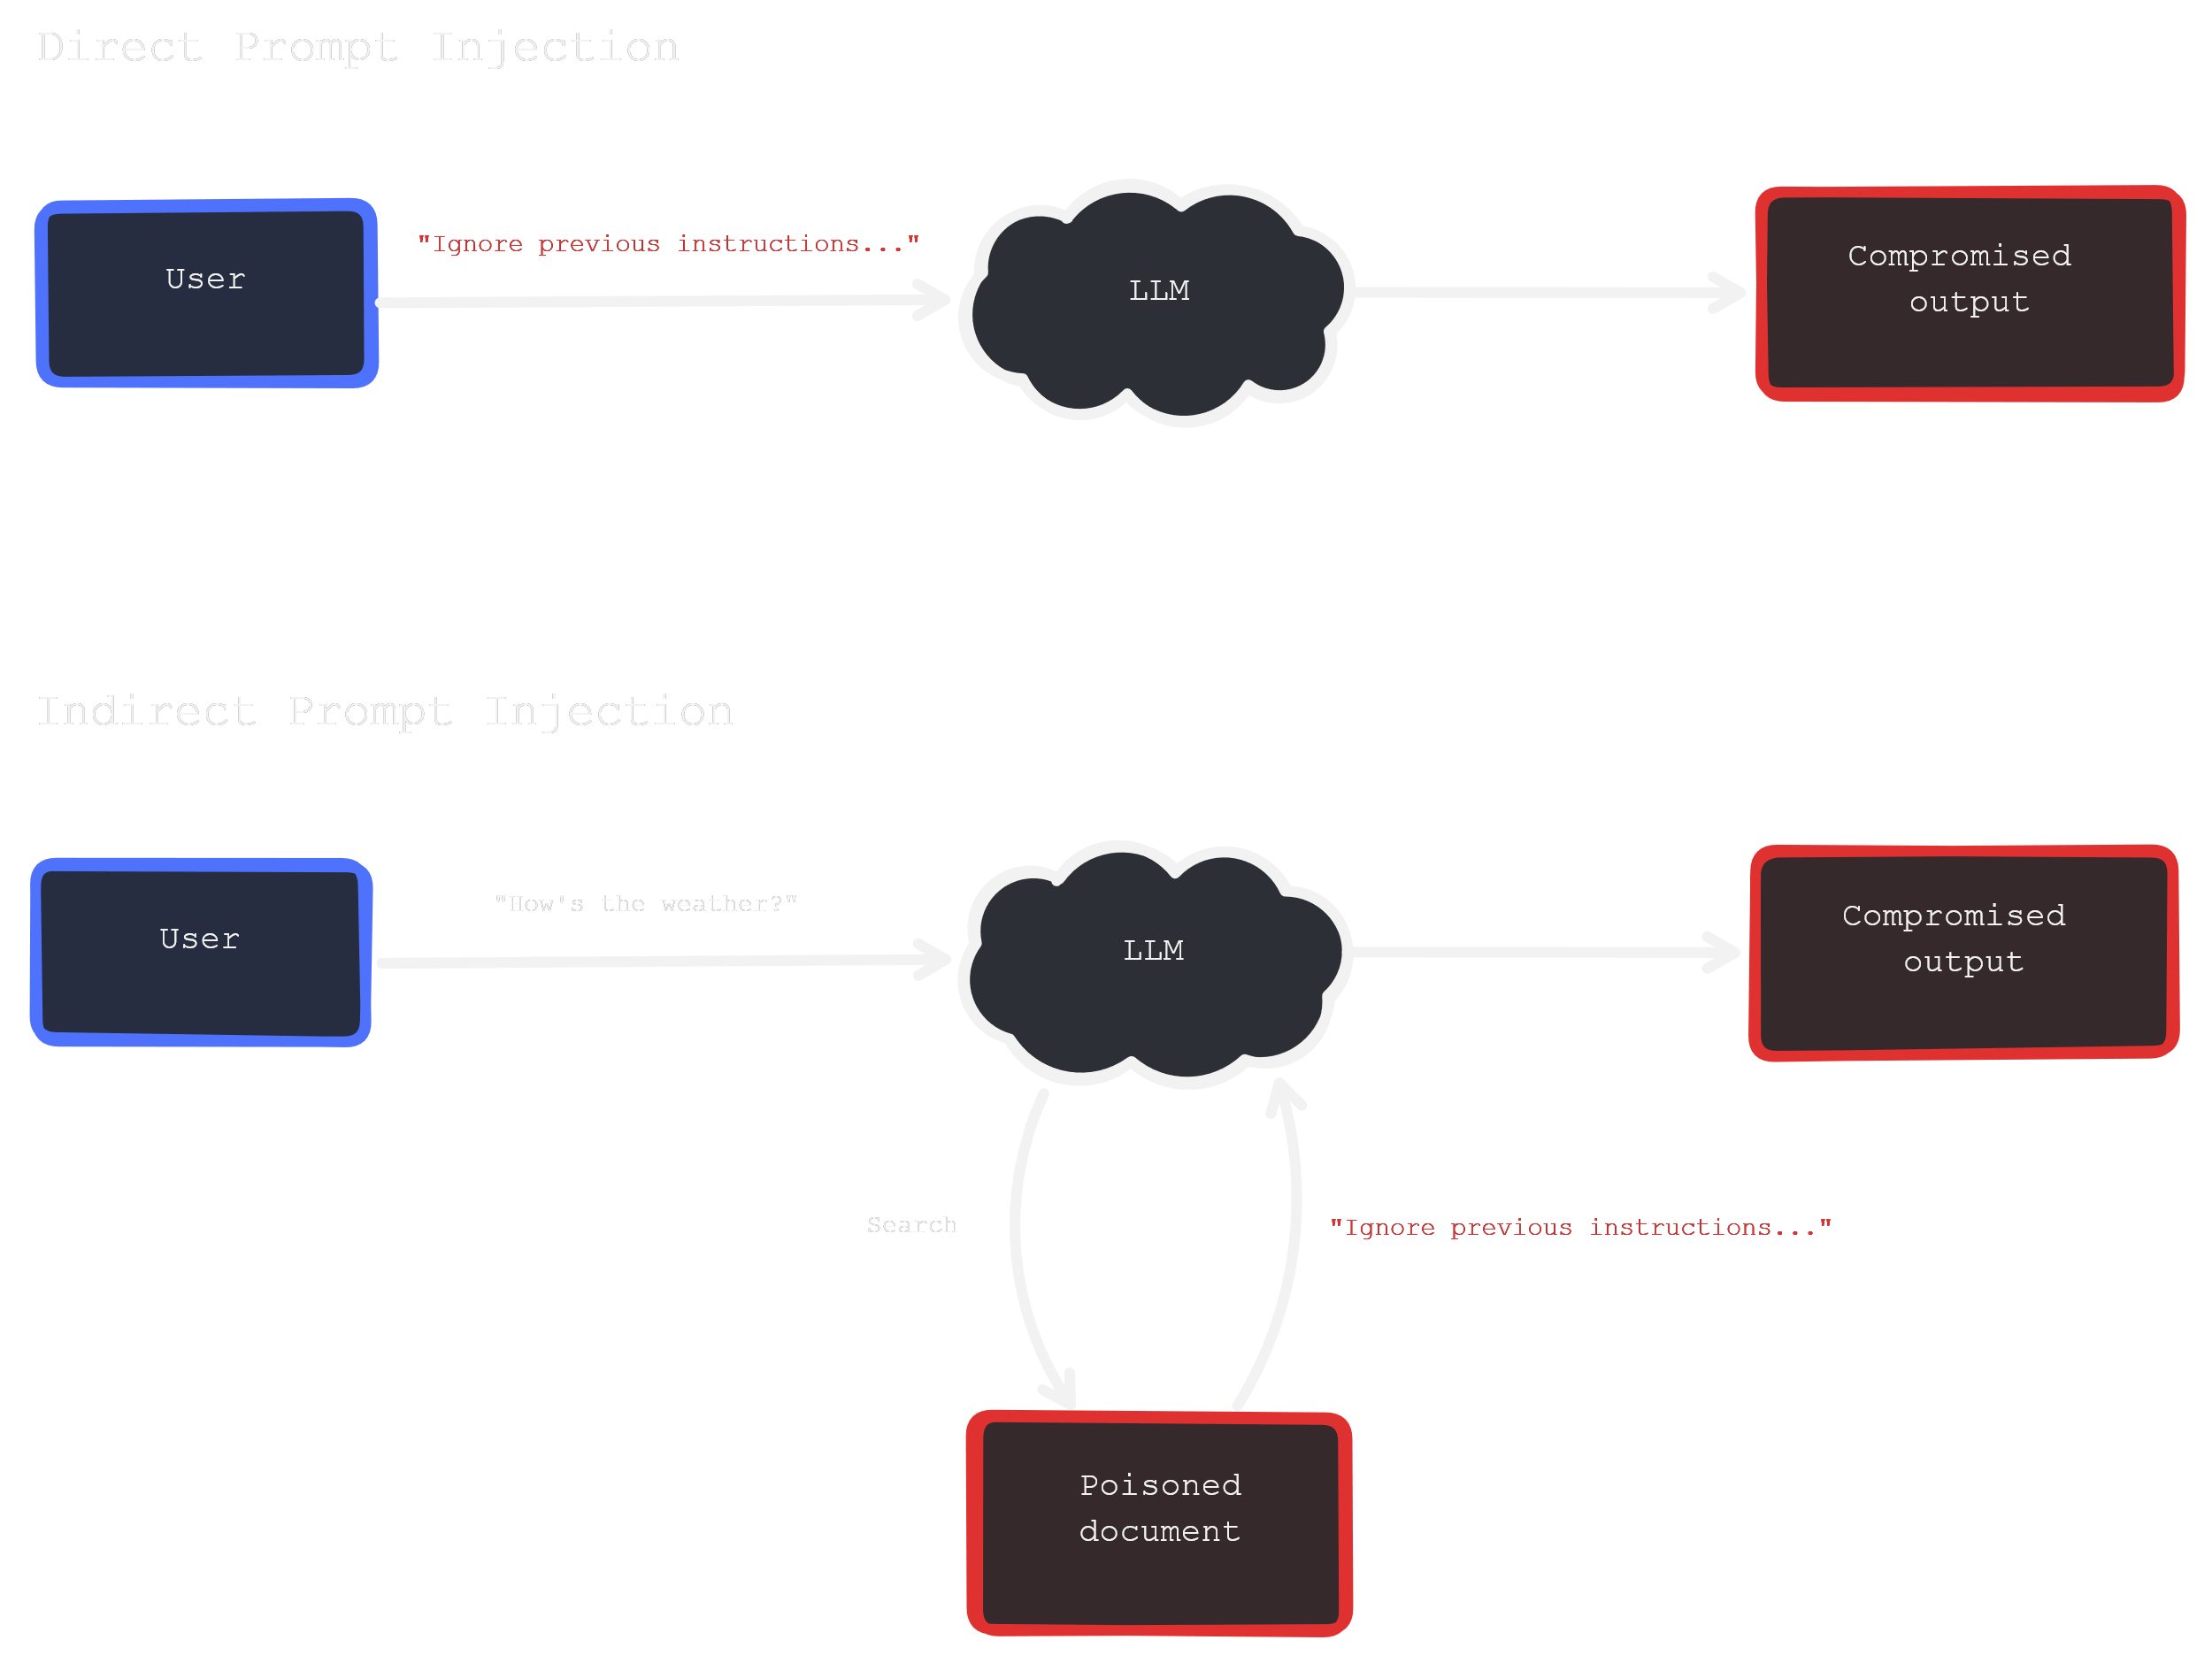 Direct Prompt Injection
User
"Ignore previous instructions..."
LLM
Compromised
output
Indirect Prompt Injection
User
"How's the weather?"
LLM
Compromised
output
Search
"Ignore previous instructions..."
Poisoned
document